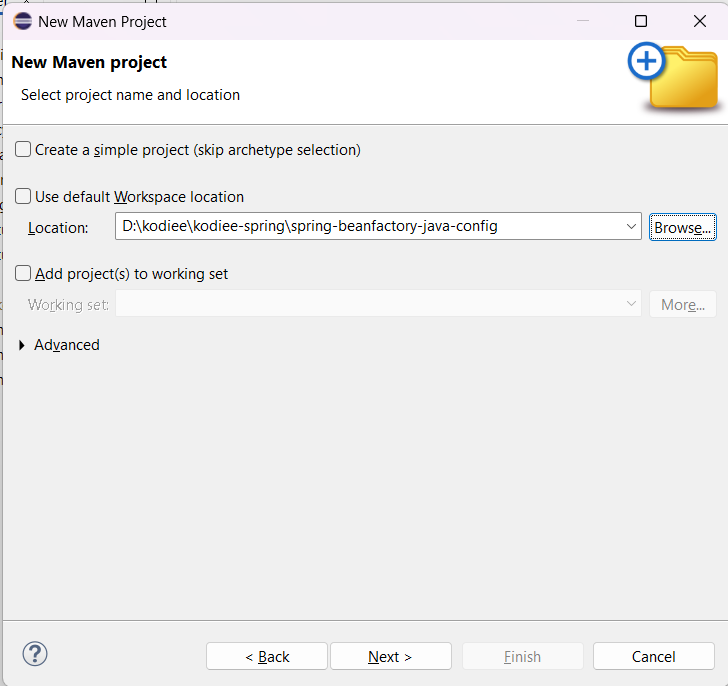 New Maven Project
New Maven project
Select project name and location
Create a simple project (skip archetype selection)
Use default Workspace location
Location: D:\kodiee\kodiee-spring\spring-beanfactory-java-config Browse...
Add project(s) to working set
Working set: More...
Advanced
? < Back Next > Finish Cancel